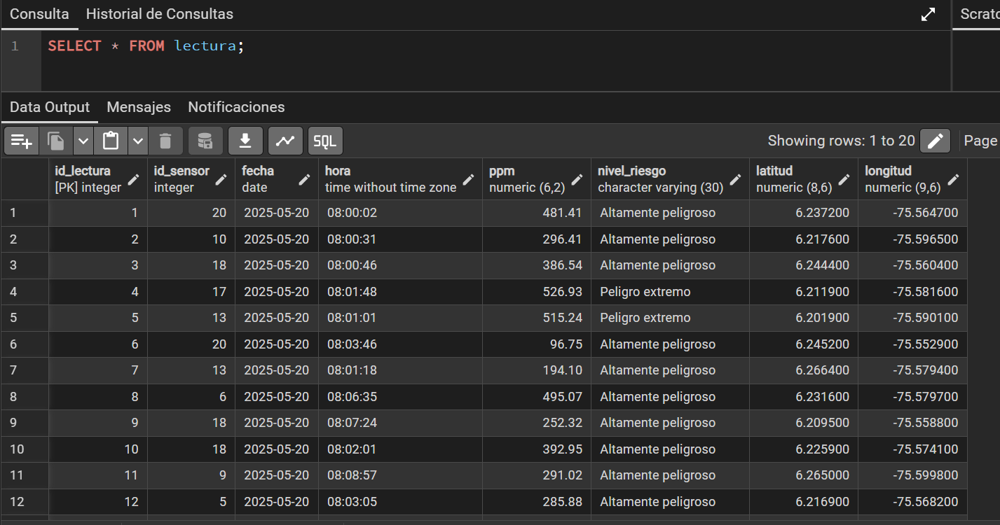 Consulta Historial de Consultas Scratc
1 SELECT * FROM lectura;
Data Output Mensajes Notificaciones
SQL Showing rows: 1 to 20 Page
id_lectura id_sensor fecha hora ppm nivel_riesgo latitud longitud
[PK] integer integer date time without time zone numeric (6,2) character varying (30) numeric (8,6) numeric (9,6)
1 1 20 2025-05-20 08:00:02 481.41 Altamente peligroso 6.237200 -75.564700
2 2 10 2025-05-20 08:00:31 296.41 Altamente peligroso 6.217600 -75.596500
3 3 18 2025-05-20 08:00:46 386.54 Altamente peligroso 6.244400 -75.560400
4 4 17 2025-05-20 08:01:48 526.93 Peligro extremo 6.211900 -75.581600
5 5 13 2025-05-20 08:01:01 515.24 Peligro extremo 6.201900 -75.590100
6 6 20 2025-05-20 08:03:46 96.75 Altamente peligroso 6.245200 -75.552900
7 7 13 2025-05-20 08:01:18 194.10 Altamente peligroso 6.266400 -75.579400
8 8 6 2025-05-20 08:06:35 495.07 Altamente peligroso 6.231600 -75.579700
9 9 18 2025-05-20 08:07:24 252.32 Altamente peligroso 6.209500 -75.558800
10 10 18 2025-05-20 08:02:01 392.95 Altamente peligroso 6.225900 -75.574100
11 11 9 2025-05-20 08:08:57 291.02 Altamente peligroso 6.265000 -75.599800
12 12 5 2025-05-20 08:03:05 285.88 Altamente peligroso 6.216900 -75.568200